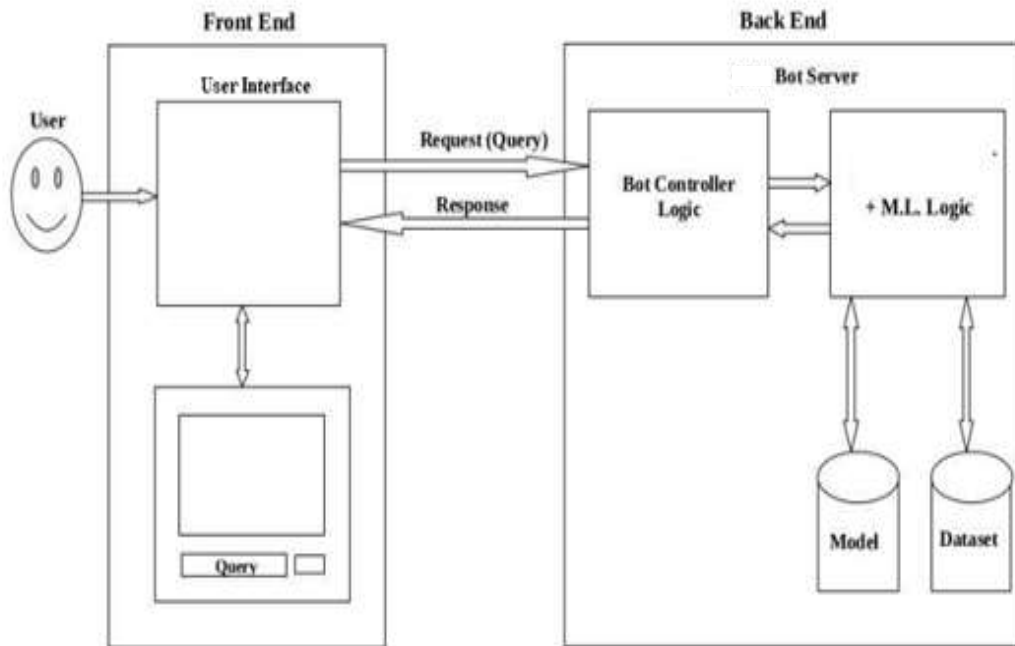 Front End
Back End
User Interface
Bot Server
User
Request (Query)
Bot Controller
Logic
+ M.L. Logic
Response
Model
Dataset
Query